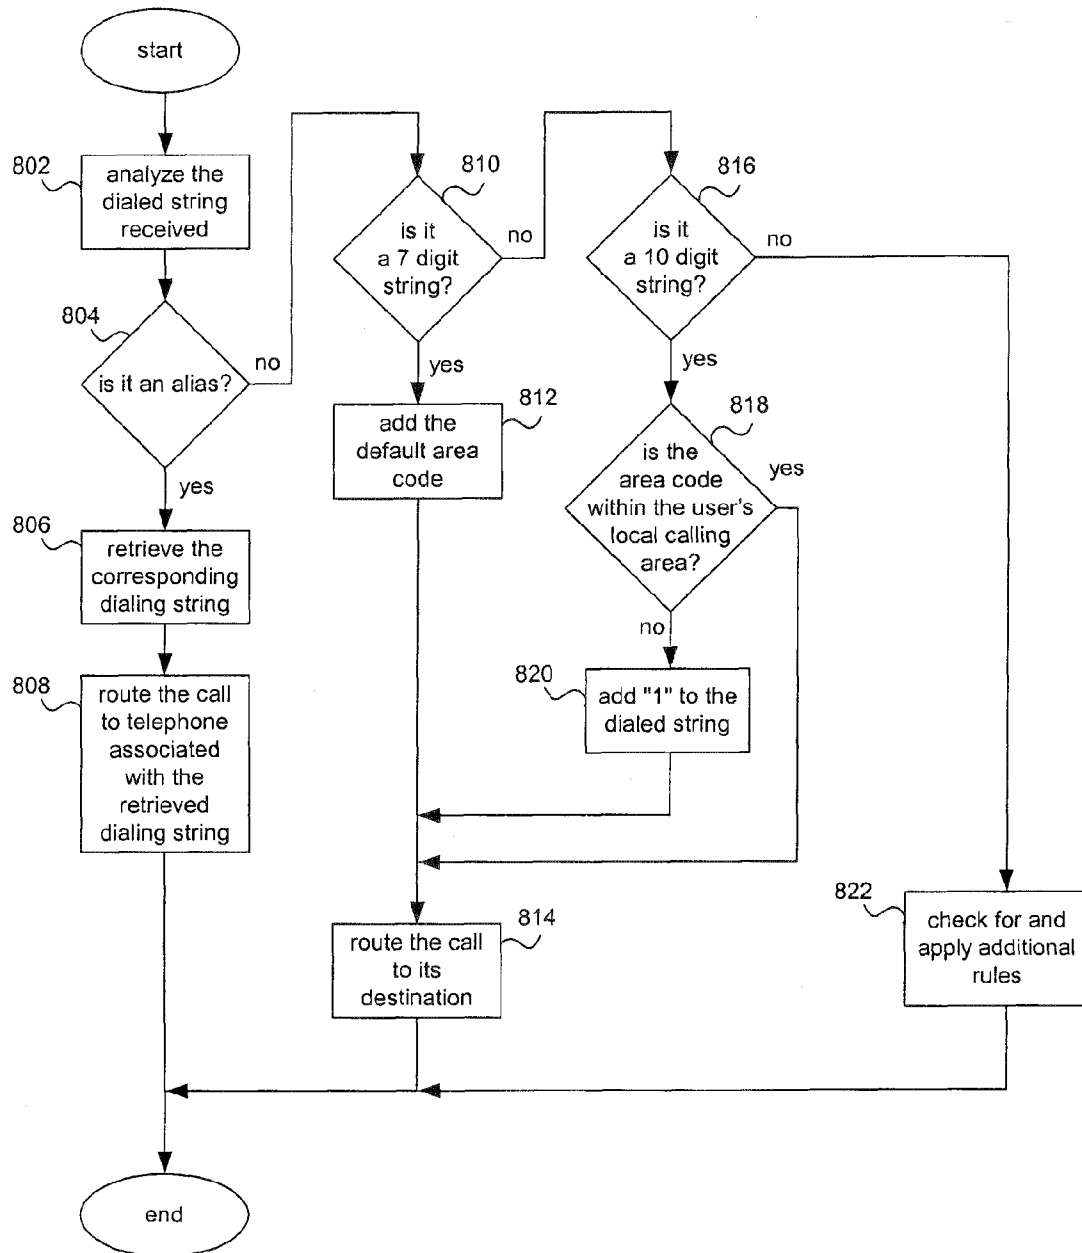 start
802
analyze the
dialed string
received
804
is it an alias?
no
yes
806
retrieve the
corresponding
dialing string
808
route the call
to telephone
associated
with the
retrieved
dialing string
810
is it
a 7 digit
string?
no
yes
812
add the
default area
code
816
is it
a 10 digit
string?
no
yes
818
is the
area code
within the user's
local calling
area?
yes
no
820
add "1" to the
dialed string
814
route the call
to its
destination
822
check for and
apply additional
rules
end